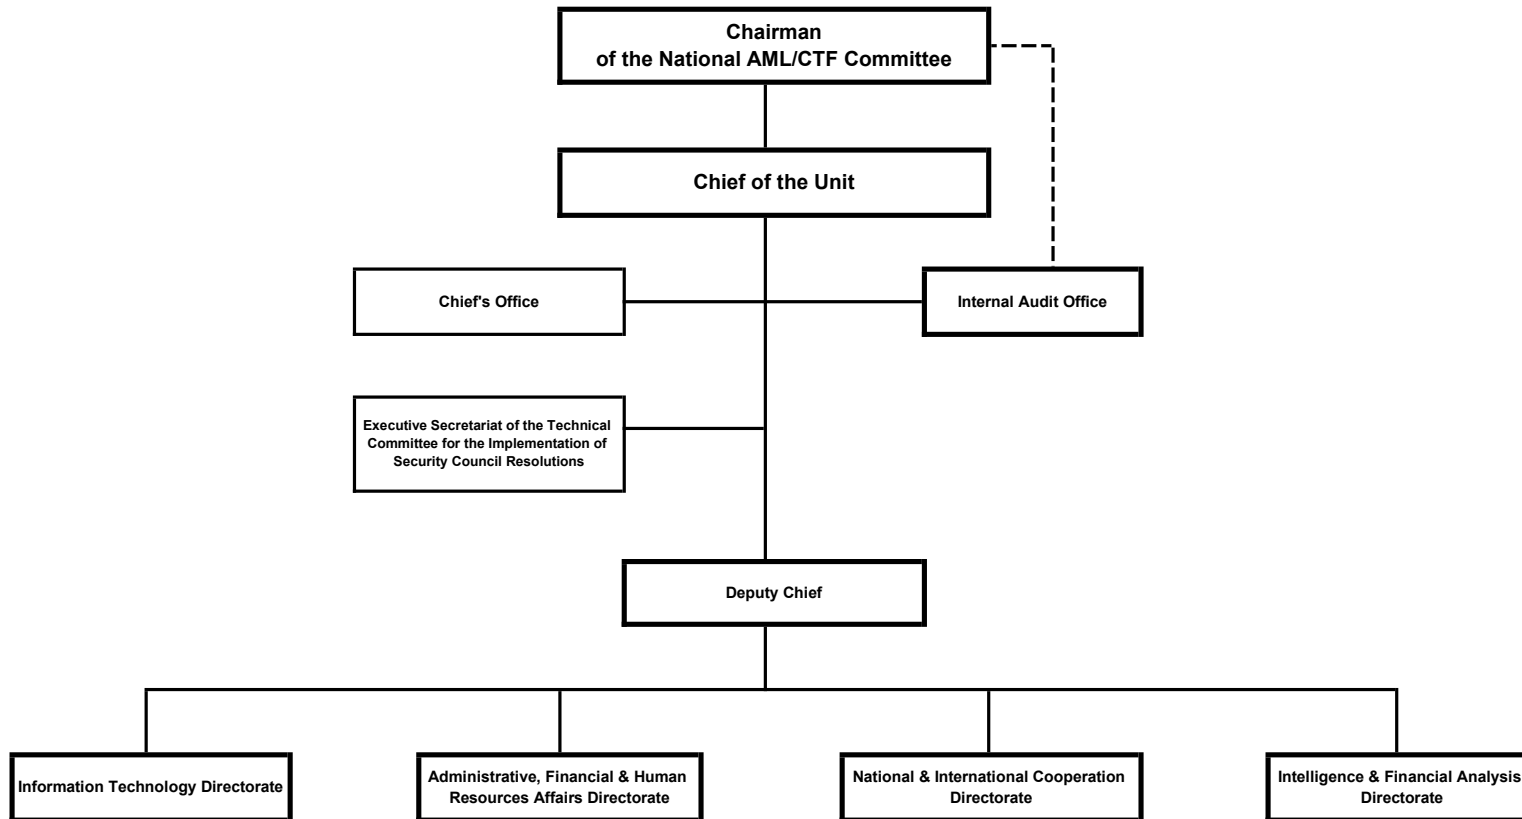 Chairman
of the National AML/CTF Committee
Chief of the Unit
Chief's Office
Internal Audit Office
Executive Secretariat of the Technical
Committee for the Implementation of
Security Council Resolutions
Deputy Chief
Information Technology Directorate
Administrative, Financial & Human
Resources Affairs Directorate
National & International Cooperation
Directorate
Intelligence & Financial Analysis
Directorate